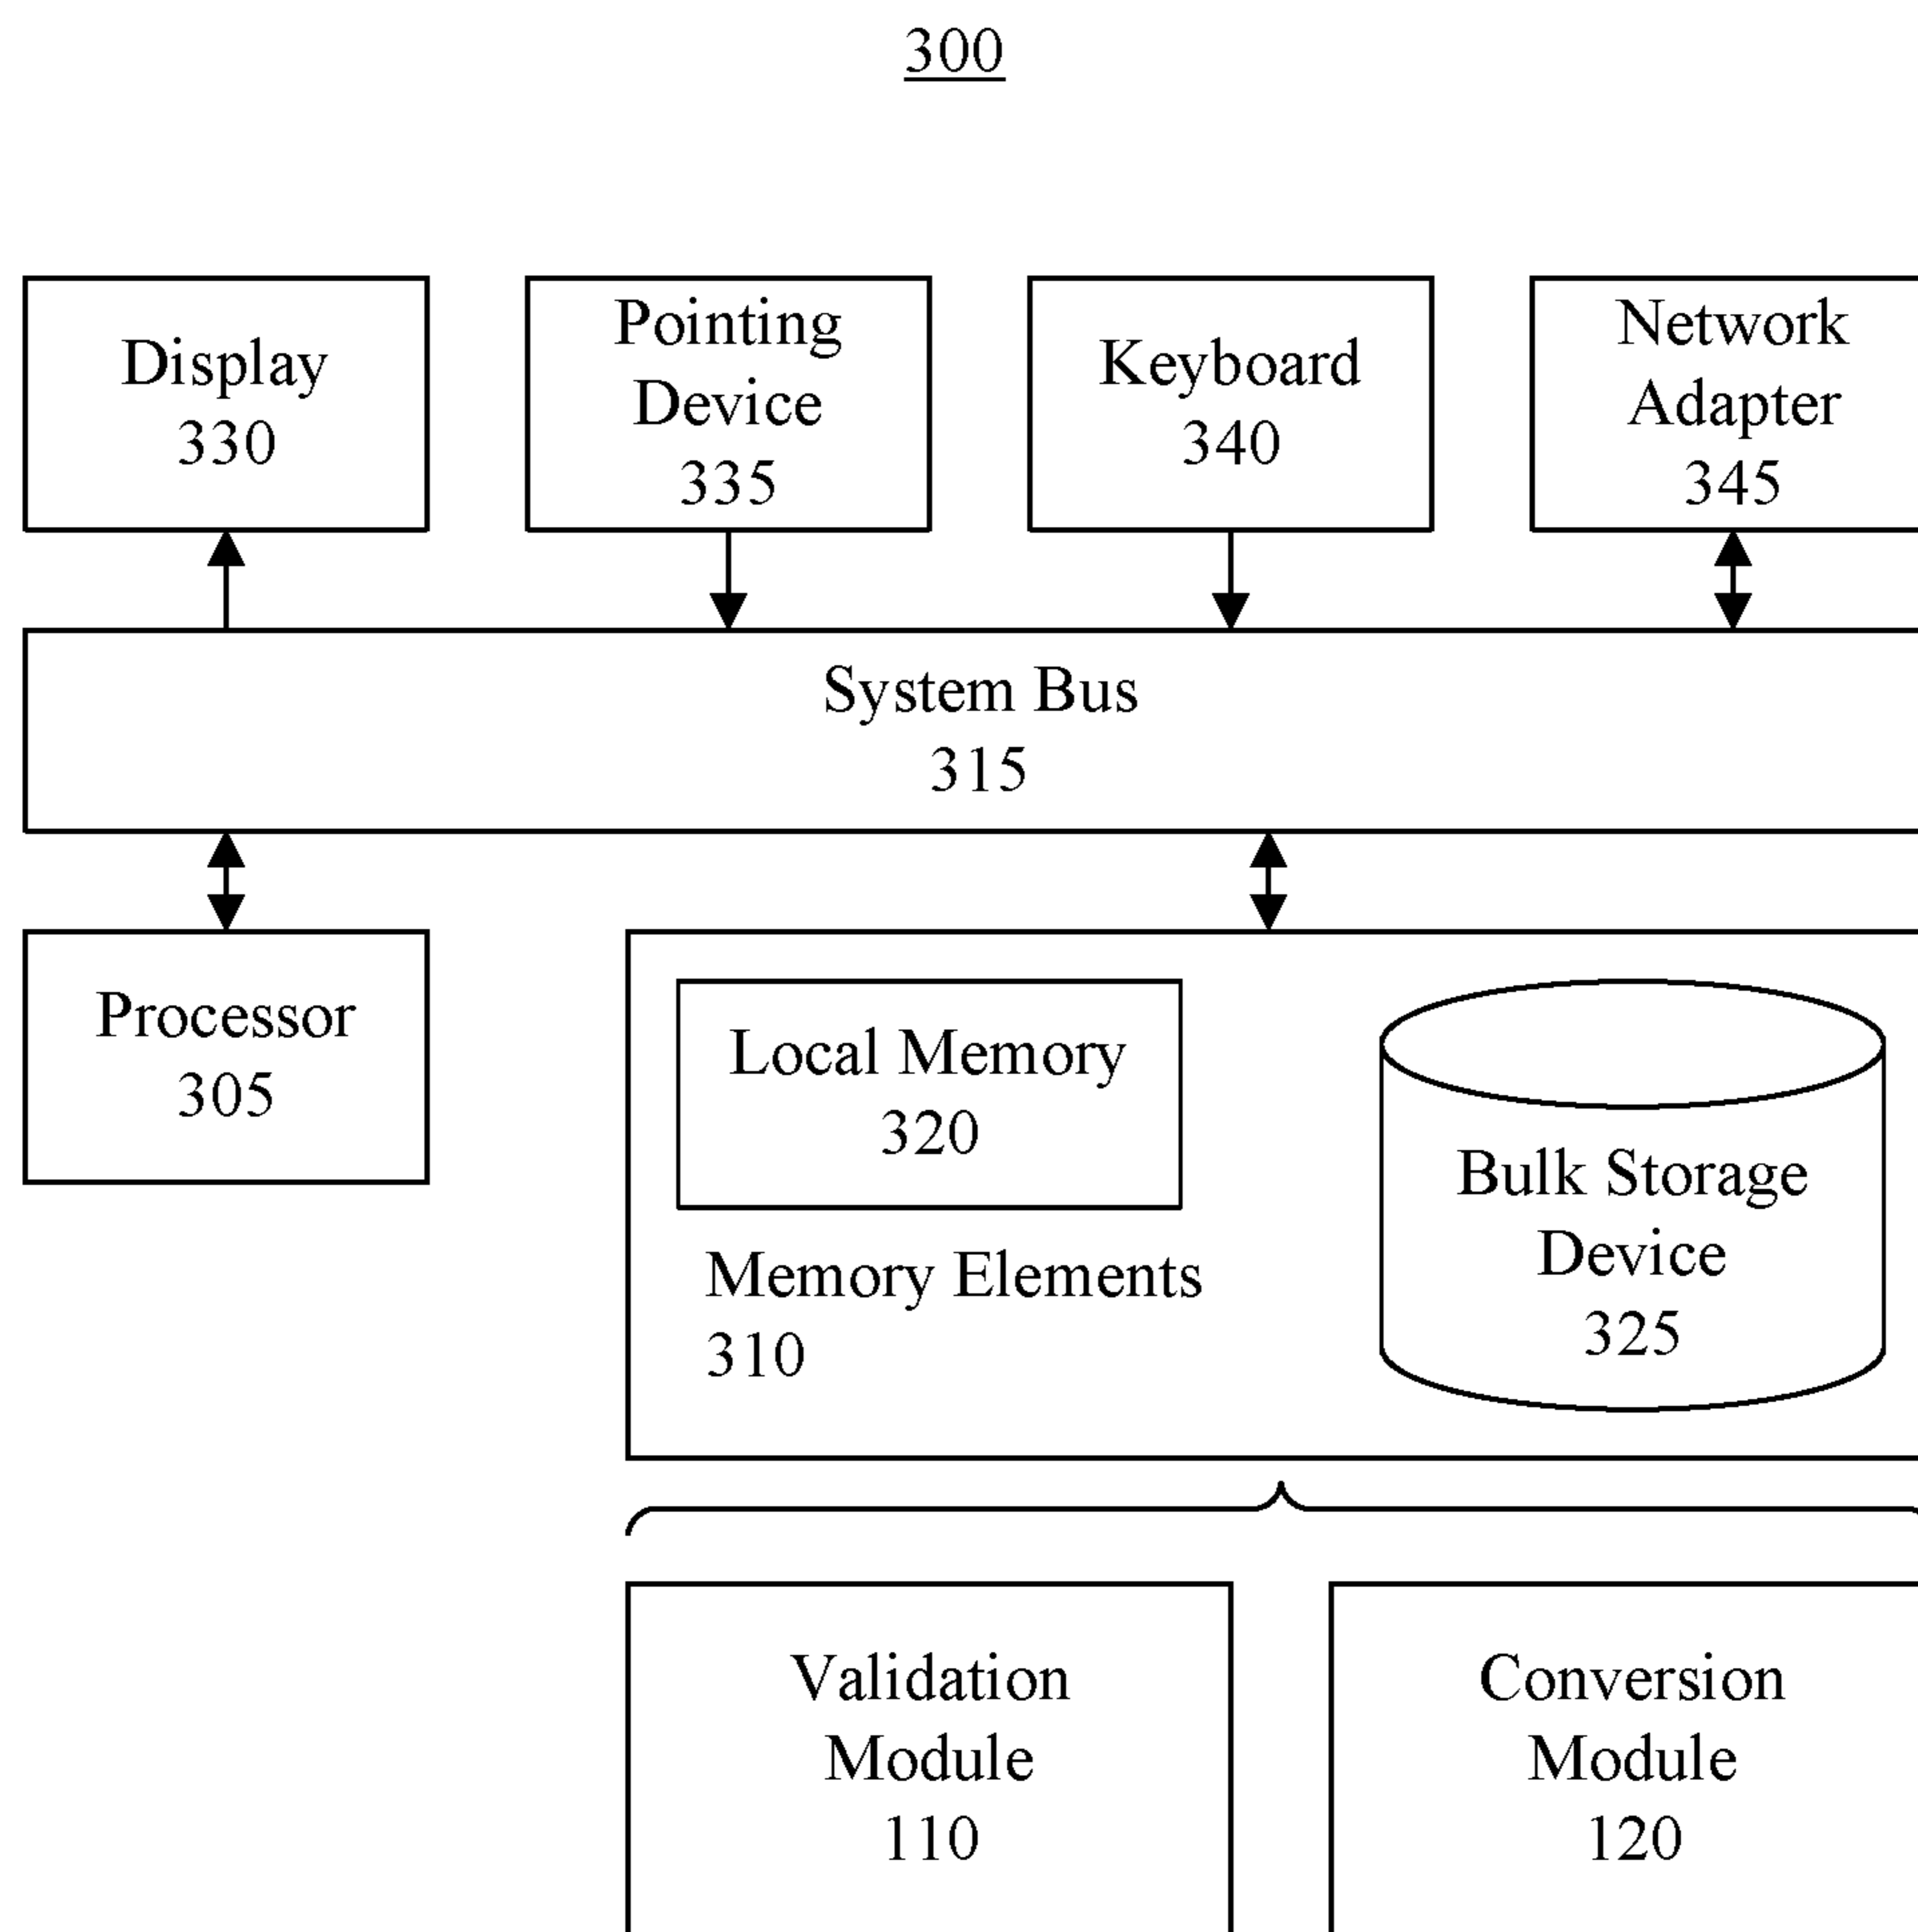 300
Display
330
Pointing
Device
335
Keyboard
340
Network
Adapter
345
System Bus
315
Processor
305
Local Memory
320
Memory Elements
310
Bulk Storage
Device
325
Validation
Module
110
Conversion
Module
120